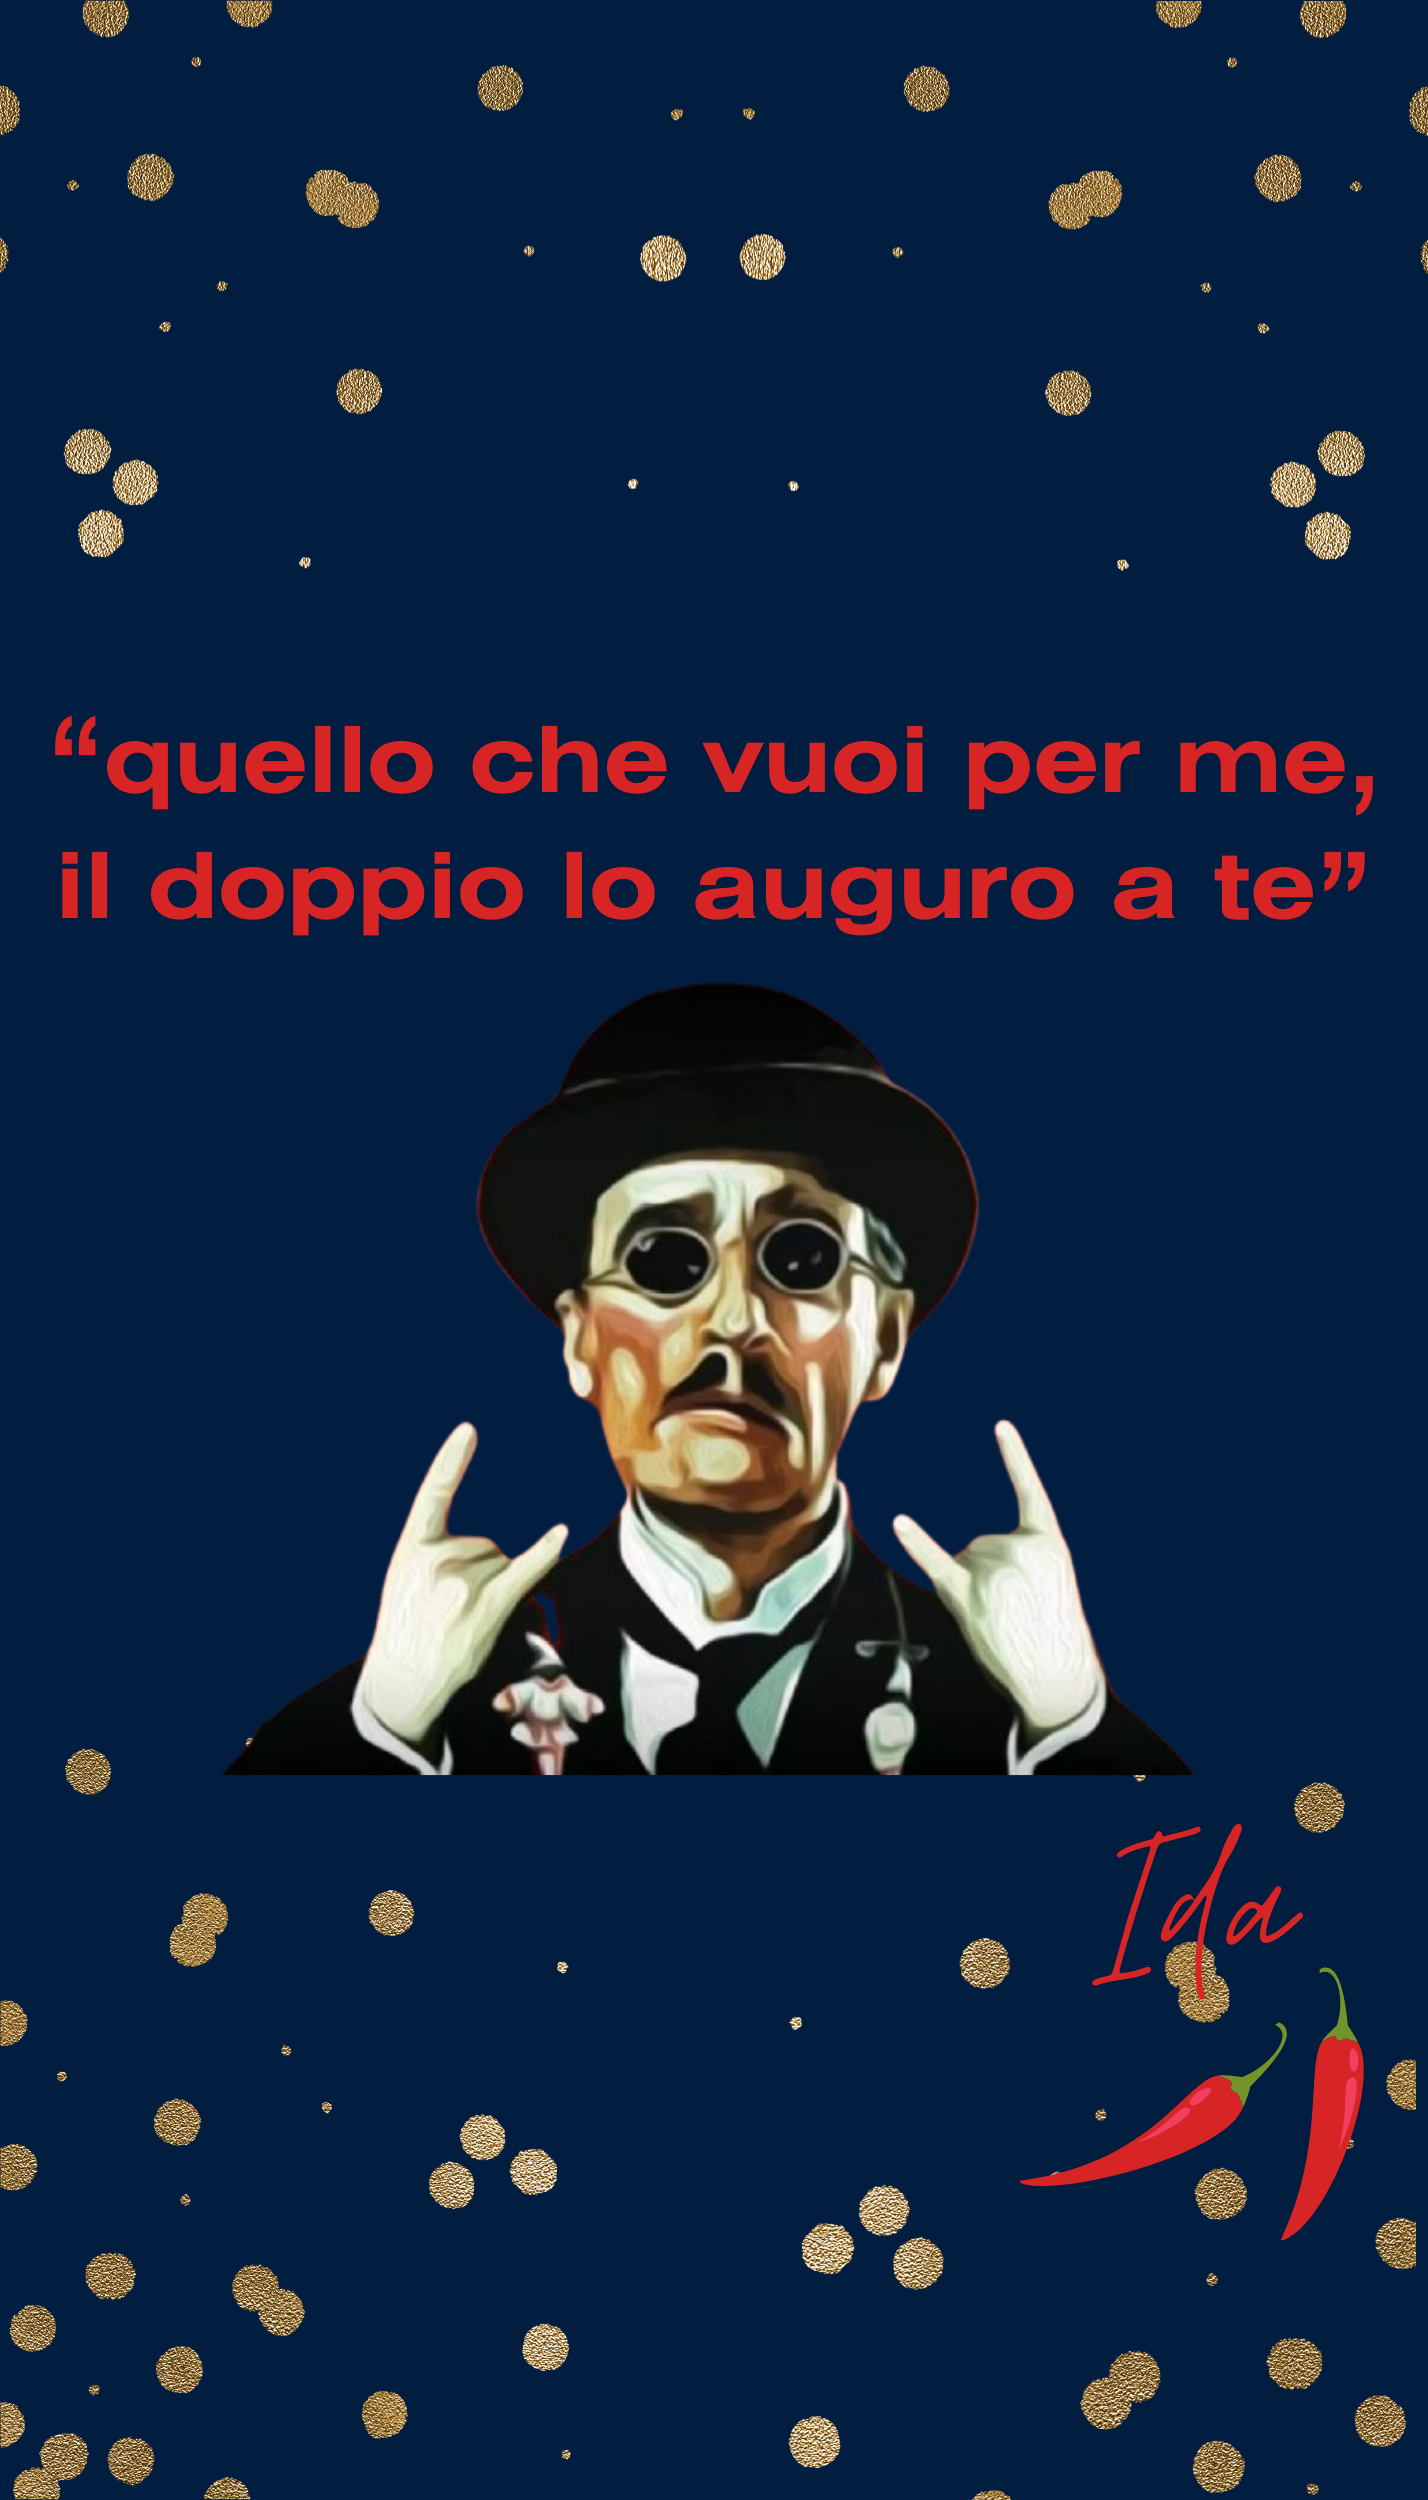 “quello che vuoi per me,
il doppio lo auguro a te”
Ida